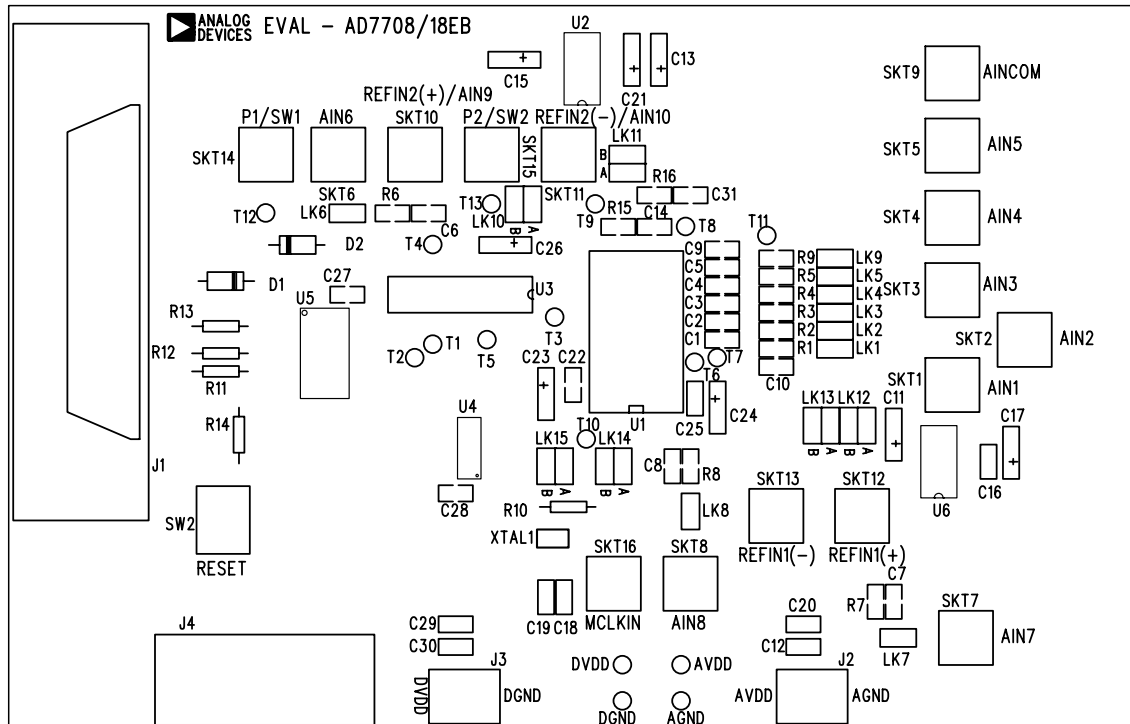 ANALOG
DEVICES
EVAL - AD7708/18EB
U2
C15
C21
C13
SKT9
AINCOM
REFIN2(+)/AIN9
P1/SW1
AIN6
SKT10
P2/SW2
REFIN2(-)/AIN10
SKT14
SKT15
LK11
B
A
SKT5
AIN5
SKT6
SKT11
R16
C31
T12
LK6
R6
C6
T13
LK10
B
A
T9
R15
C14
T8
T11
SKT4
AIN4
D2
T4
C26
C9
R9
LK9
D1
C27
U3
C5
R5
LK5
SKT3
AIN3
U5
C4
R4
LK4
R13
C3
R3
LK3
T3
C2
R2
LK2
SKT2
AIN2
R12
T2
T1
T5
C1
R1
LK1
T6
T7
R11
C23
C22
C10
SKT1
AIN1
R14
U4
U1
C25
C24
LK13
LK12
C11
C17
T10
LK15
LK14
B
A
B
A
B
A
B
A
J1
C8
R8
SKT13
SKT12
C16
U6
C28
R10
LK8
SW2
XTAL1
RESET
SKT16
SKT8
REFIN1(-)
REFIN1(+)
C7
R7
SKT7
J4
C29
C30
C19
C18
MCLKIN
AIN8
C20
C12
LK7
AIN7
J3
DVDD
DGND
DVDD
AVDD
DGND
AGND
J2
AVDD
AGND